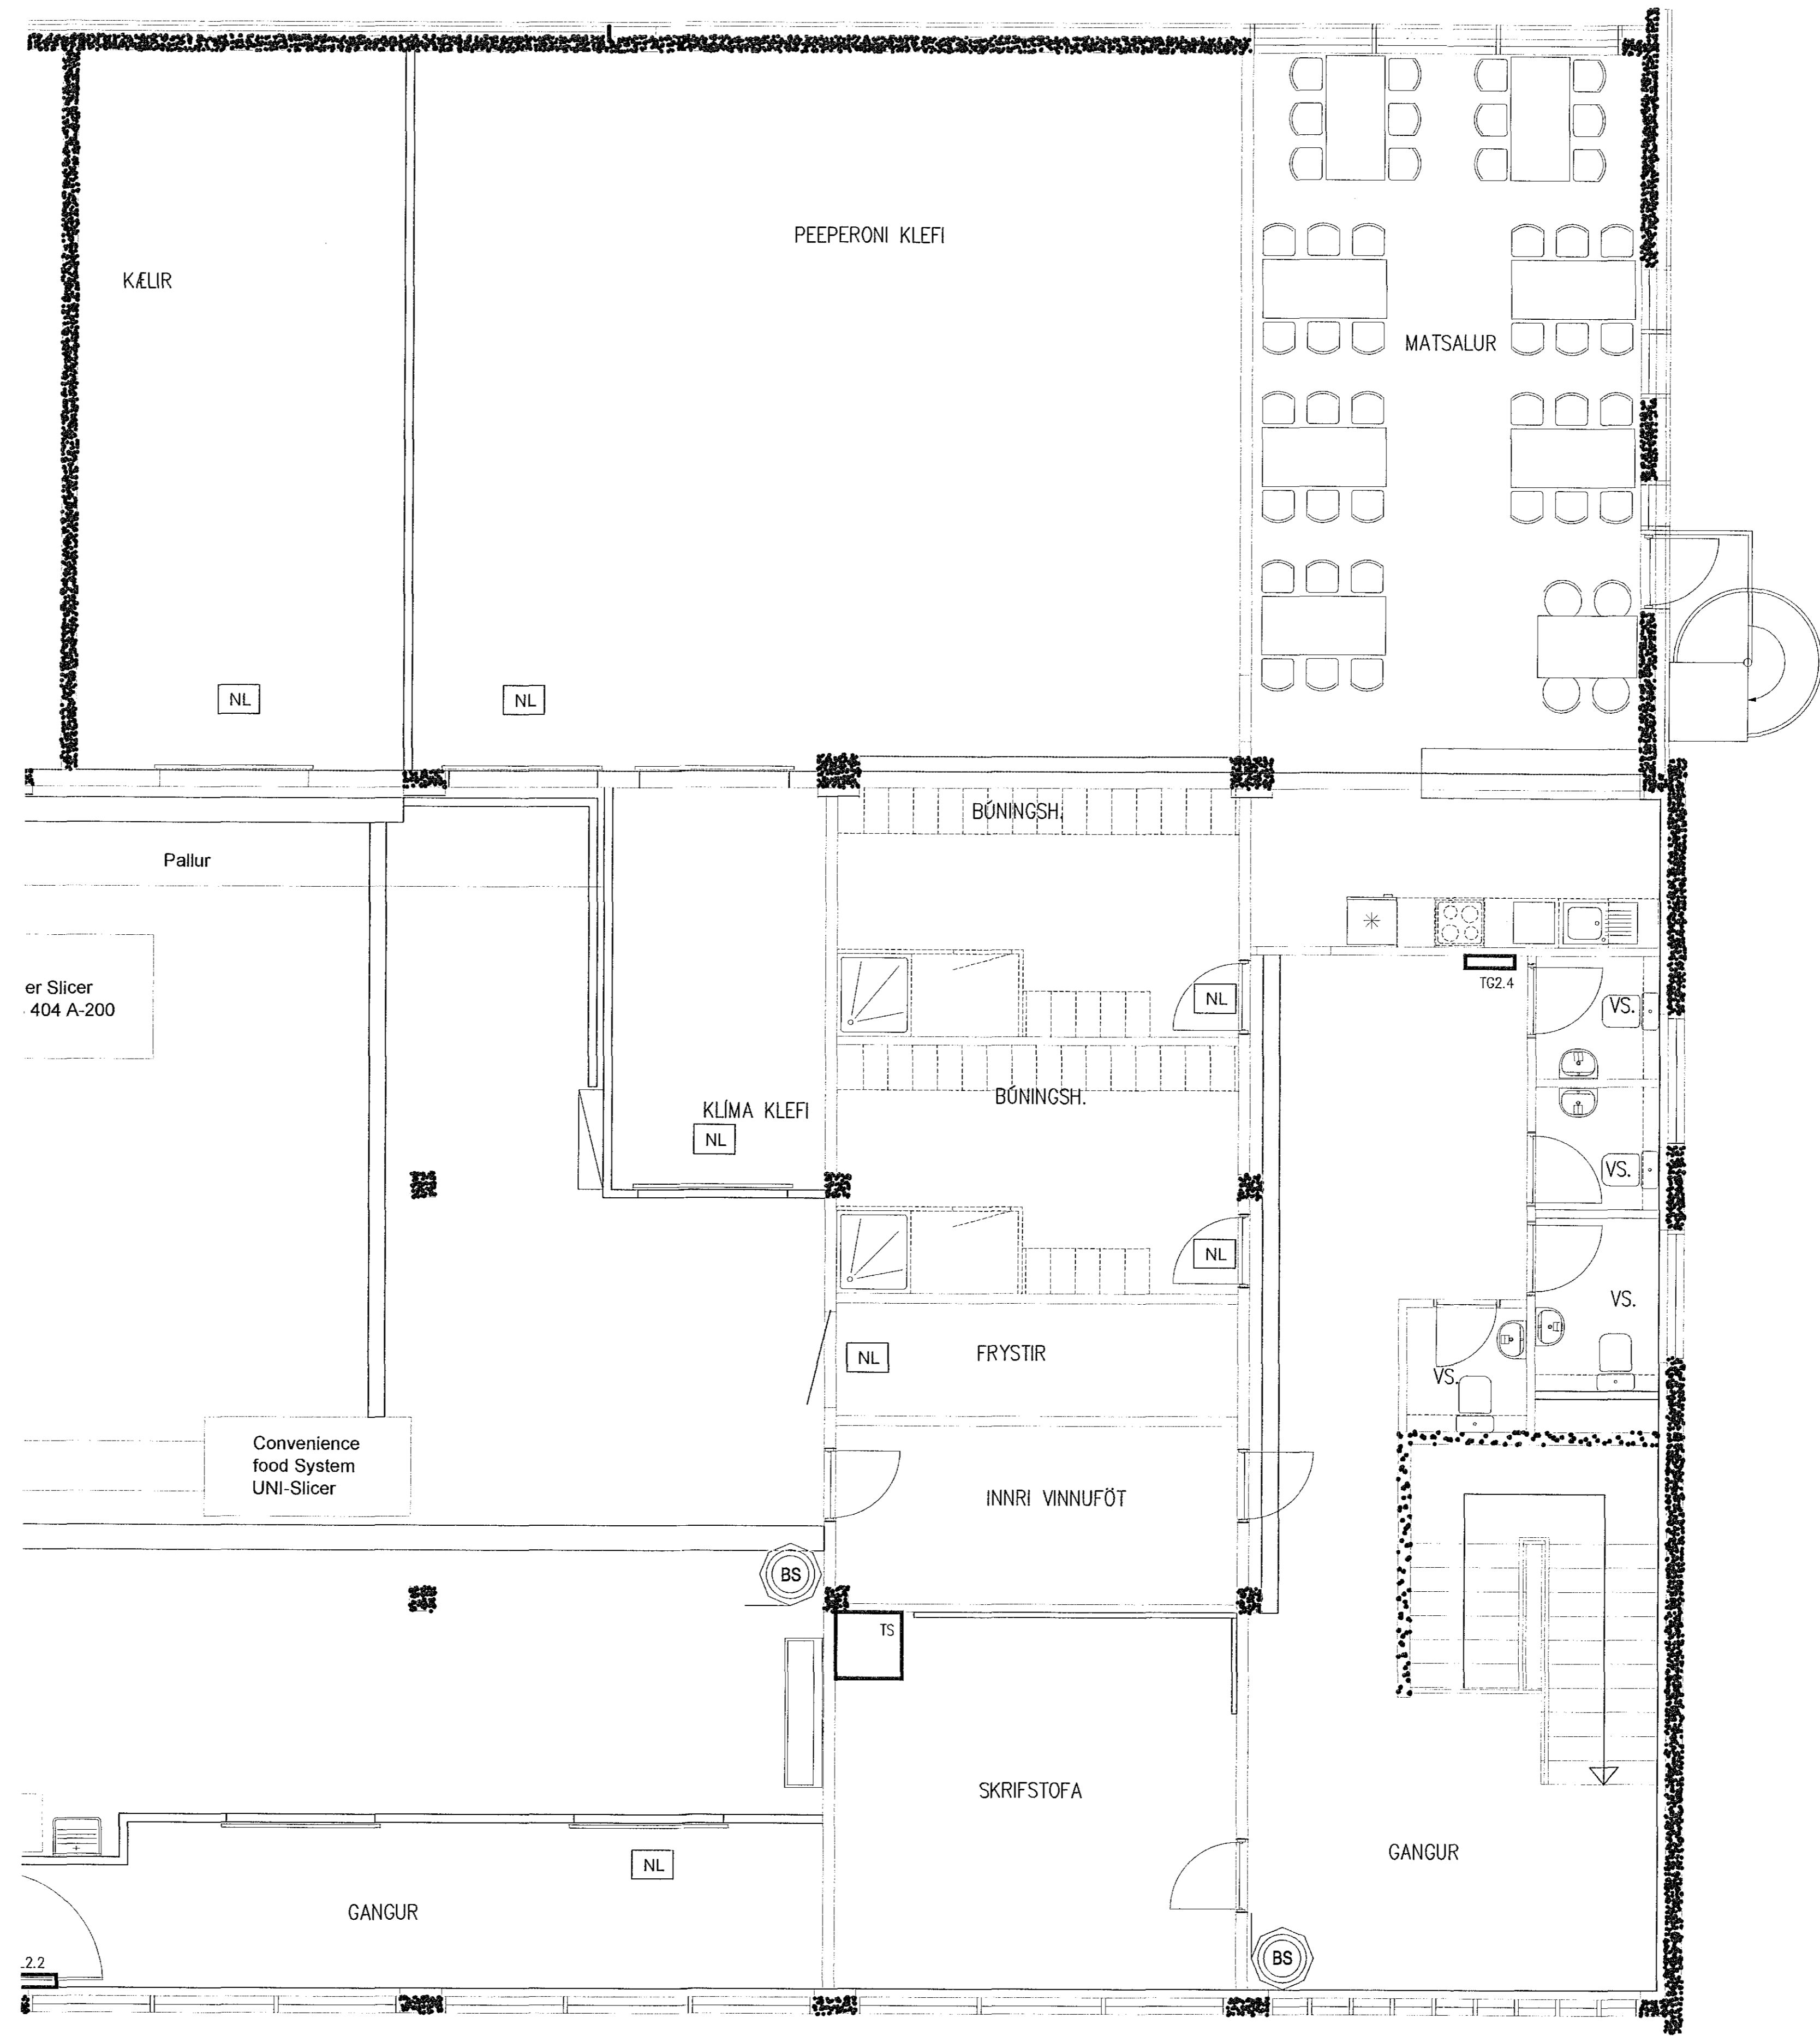 PEEPERONI KLEFI
KÆLIR
MATSALUR
NL
NL
BÚNINGSH.
Pallur
er Slicer
404 A-200
NL
TG2.4
VS.
BÚNINGSH.
KLÍMA KLEFI
NL
VS.
NL
VS.
NL
FRYSTIR
VS.
Convenience
food System
UNI-Slicer
INNRI VINNUFÖT
BS
TS
SKRIFSTOFA
GANGUR
NL
GANGUR
BS
2.2